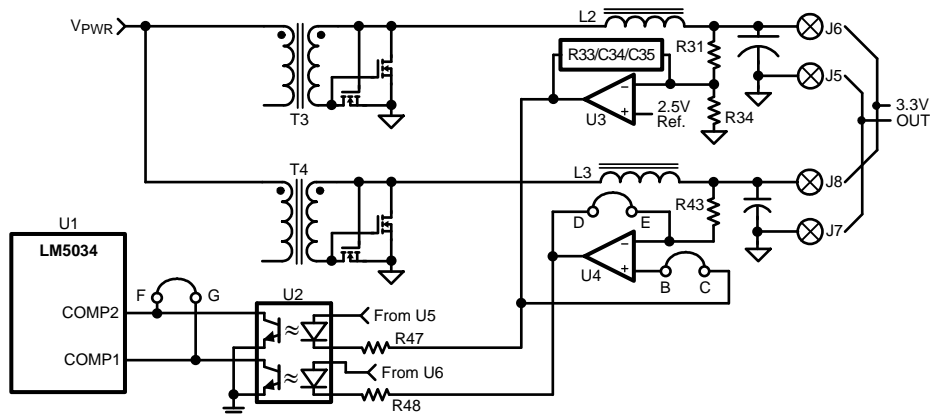 VPWR
L2
J6
R31
R33/C34/C35
J5
−
+
U3
2.5V
Ref.
R34
3.3V
OUT
T3
T4
L3
J8
R43
D
E
J7
U1
LM5034
−
+
U4
B
C
F
G
U2
COMP2
≈
From U5
R47
COMP1
≈
From U6
R48